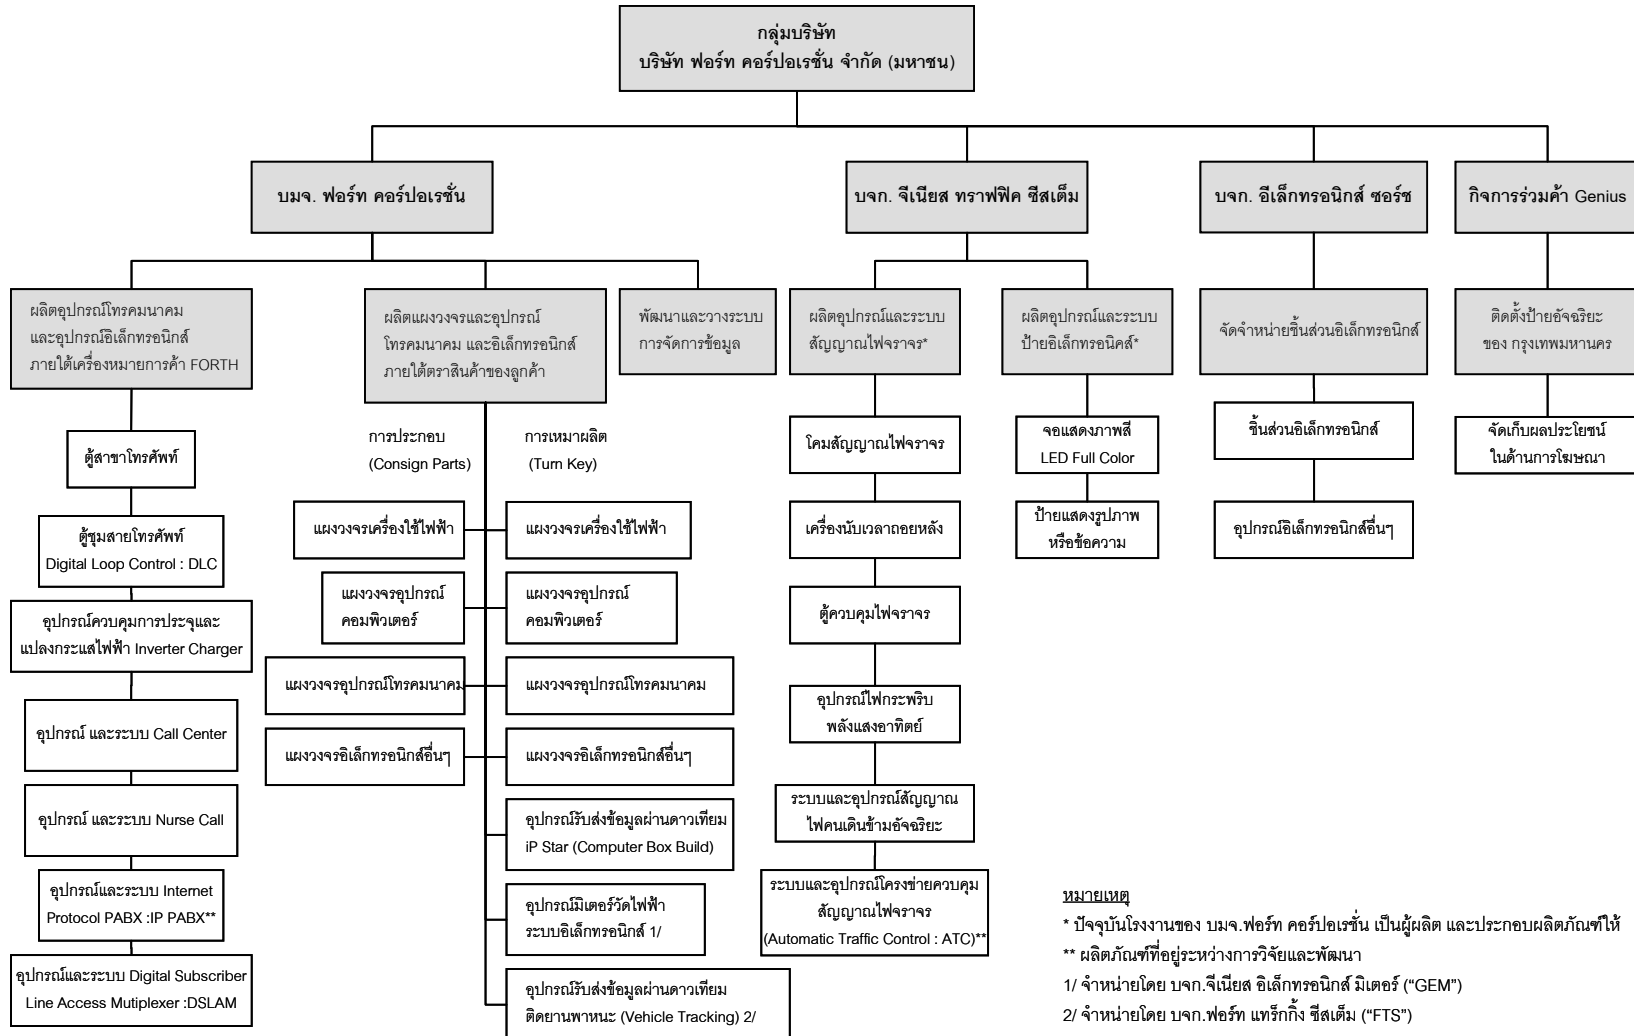 กลุ่มบริษัท
บริษัท ฟอร์ท คอร์ปอเรชั่น จำกัด (มหาชน)
บมจ. ฟอร์ท คอร์ปอเรชั่น
บจก. จีเนียส ทราฟฟิค ซีสเต็ม
บจก. อีเล็กทรอนิกส์ ซอร์ซ
กิจการร่วมค้า Genius
ผลิตอุปกรณ์โทรคมนาคม
และอุปกรณ์อิเล็กทรอนิกส์
ภายใต้เครื่องหมายการค้า FORTH
ผลิตแผงวงจรและอุปกรณ์
โทรคมนาคม และอิเล็กทรอนิกส์
ภายใต้ตราสินค้าของลูกค้า
พัฒนาและวางระบบ
การจัดการข้อมูล
ผลิตอุปกรณ์และระบบ
สัญญาณไฟจราจร*
ผลิตอุปกรณ์และระบบ
ป้ายอิเล็กทรอนิคส์*
จัดจำหน่ายชิ้นส่วนอิเล็กทรอนิกส์
ติดตั้งป้ายอัจฉริยะ
ของ กรุงเทพมหานคร
ตู้สาขาโทรศัพท์
ตู้ชุมสายโทรศัพท์
Digital Loop Control : DLC
อุปกรณ์ควบคุมการประจุและ
แปลงกระแสไฟฟ้า Inverter Charger
อุปกรณ์ และระบบ Call Center
อุปกรณ์ และระบบ Nurse Call
อุปกรณ์และระบบ Internet
Protocol PABX :IP PABX**
อุปกรณ์และระบบ Digital Subscriber
Line Access Mutiplexer :DSLAM
การประกอบ
(Consign Parts)
แผงวงจรเครื่องใช้ไฟฟ้า
แผงวงจรอุปกรณ์
คอมพิวเตอร์
แผงวงจรอุปกรณ์โทรคมนาคม
แผงวงจรอิเล็กทรอนิกส์อื่นๆ
การเหมาผลิต
(Turn Key)
แผงวงจรเครื่องใช้ไฟฟ้า
แผงวงจรอุปกรณ์
คอมพิวเตอร์
แผงวงจรอุปกรณ์โทรคมนาคม
แผงวงจรอิเล็กทรอนิกส์อื่นๆ
อุปกรณ์รับส่งข้อมูลผ่านดาวเทียม
iP Star (Computer Box Build)
อุปกรณ์มิเตอร์วัดไฟฟ้า
ระบบอิเล็กทรอนิกส์ 1/
อุปกรณ์รับส่งข้อมูลผ่านดาวเทียม
ติดยานพาหนะ (Vehicle Tracking) 2/
โคมสัญญาณไฟจราจร
เครื่องนับเวลาถอยหลัง
ตู้ควบคุมไฟจราจร
อุปกรณ์ไฟกระพริบ
พลังแสงอาทิตย์
ระบบและอุปกรณ์สัญญาณ
ไฟคนเดินข้ามอัจฉริยะ
ระบบและอุปกรณ์โครงข่ายควบคุม
สัญญาณไฟจราจร
(Automatic Traffic Control : ATC)**
จอแสดงภาพสี
LED Full Color
ป้ายแสดงรูปภาพ
หรือข้อความ
ชิ้นส่วนอิเล็กทรอนิกส์
อุปกรณ์อิเล็กทรอนิกส์อื่นๆ
จัดเก็บผลประโยชน์
ในด้านการโฆษณา
หมายเหตุ
* ปัจจุบันโรงงานของ บมจ.ฟอร์ท คอร์ปอเรชั่น เป็นผู้ผลิต และประกอบผลิตภัณฑ์ให้
** ผลิตภัณฑ์ที่อยู่ระหว่างการวิจัยและพัฒนา
1/ จำหน่ายโดย บจก.จีเนียส อิเล็กทรอนิกส์ มิเตอร์ (“GEM”)
2/ จำหน่ายโดย บจก.ฟอร์ท แทร็กกิ้ง ซีสเต็ม (“FTS”)